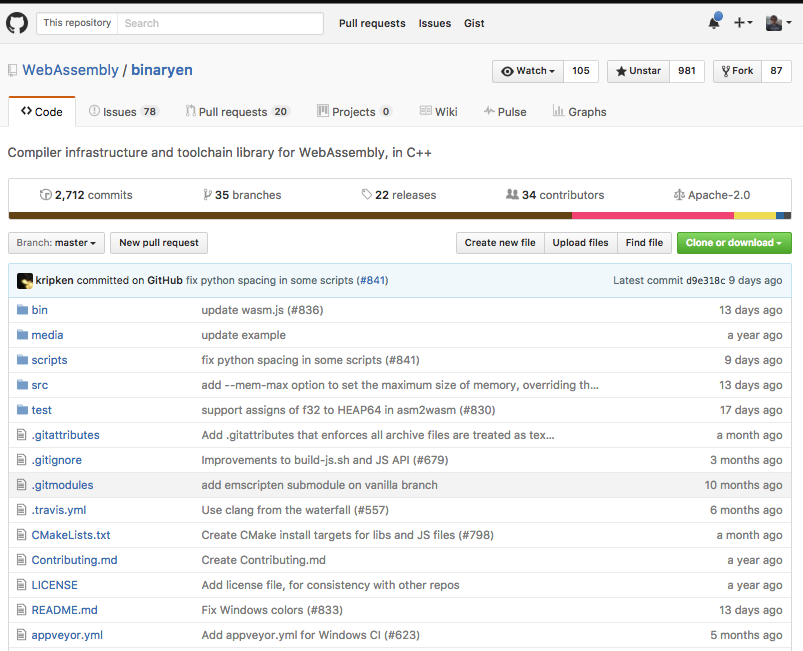 This repository Search Pull requests Issues Gist
WebAssembly / binaryen Watch 105 Unstar 981 Fork 87
Code Issues 78 Pull requests 20 Projects 0 Wiki Pulse Graphs
Compiler infrastructure and toolchain library for WebAssembly, in C++
2,712 commits 35 branches 22 releases 34 contributors Apache-2.0
Branch: master New pull request Create new file Upload files Find file Clone or download
kripken committed on GitHub fix python spacing in some scripts (#841) Latest commit d9e318c 9 days ago
bin update wasm.js (#836) 13 days ago
media update example a year ago
scripts fix python spacing in some scripts (#841) 9 days ago
src add --mem-max option to set the maximum size of memory, overriding th… 13 days ago
test support assigns of f32 to HEAP64 in asm2wasm (#830) 17 days ago
.gitattributes Add .gitattributes that enforces all archive files are treated as tex… a month ago
.gitignore Improvements to build-js.sh and JS API (#679) 3 months ago
.gitmodules add emscripten submodule on vanilla branch 10 months ago
.travis.yml Use clang from the waterfall (#557) 6 months ago
CMakeLists.txt Create CMake install targets for libs and JS files (#798) a month ago
Contributing.md Create Contributing.md a year ago
LICENSE Add license file, for consistency with other repos a year ago
README.md Fix Windows colors (#833) 13 days ago
appveyor.yml Add appveyor.yml for Windows CI (#623) 5 months ago